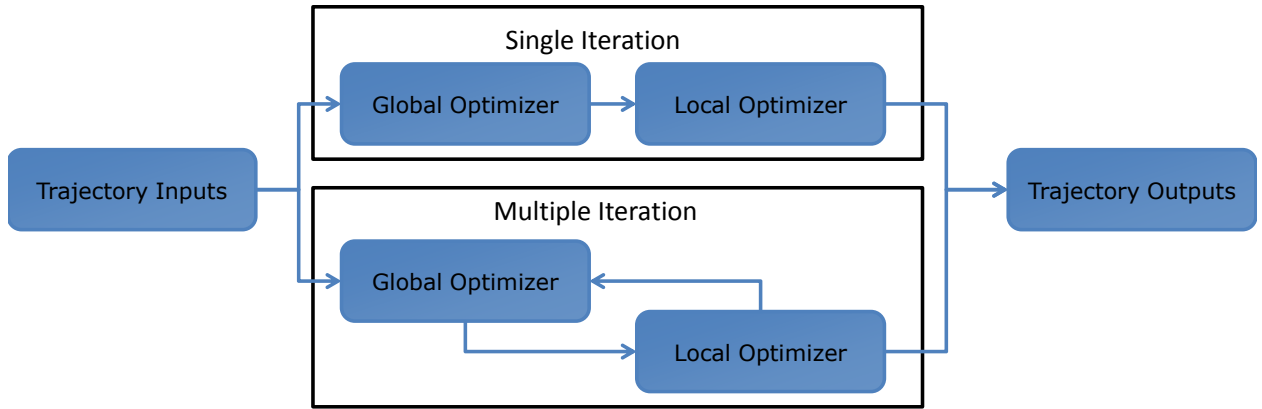 Single Iteration
Global Optimizer
Local Optimizer
Trajectory Inputs
Trajectory Outputs
Multiple Iteration
Global Optimizer
Local Optimizer